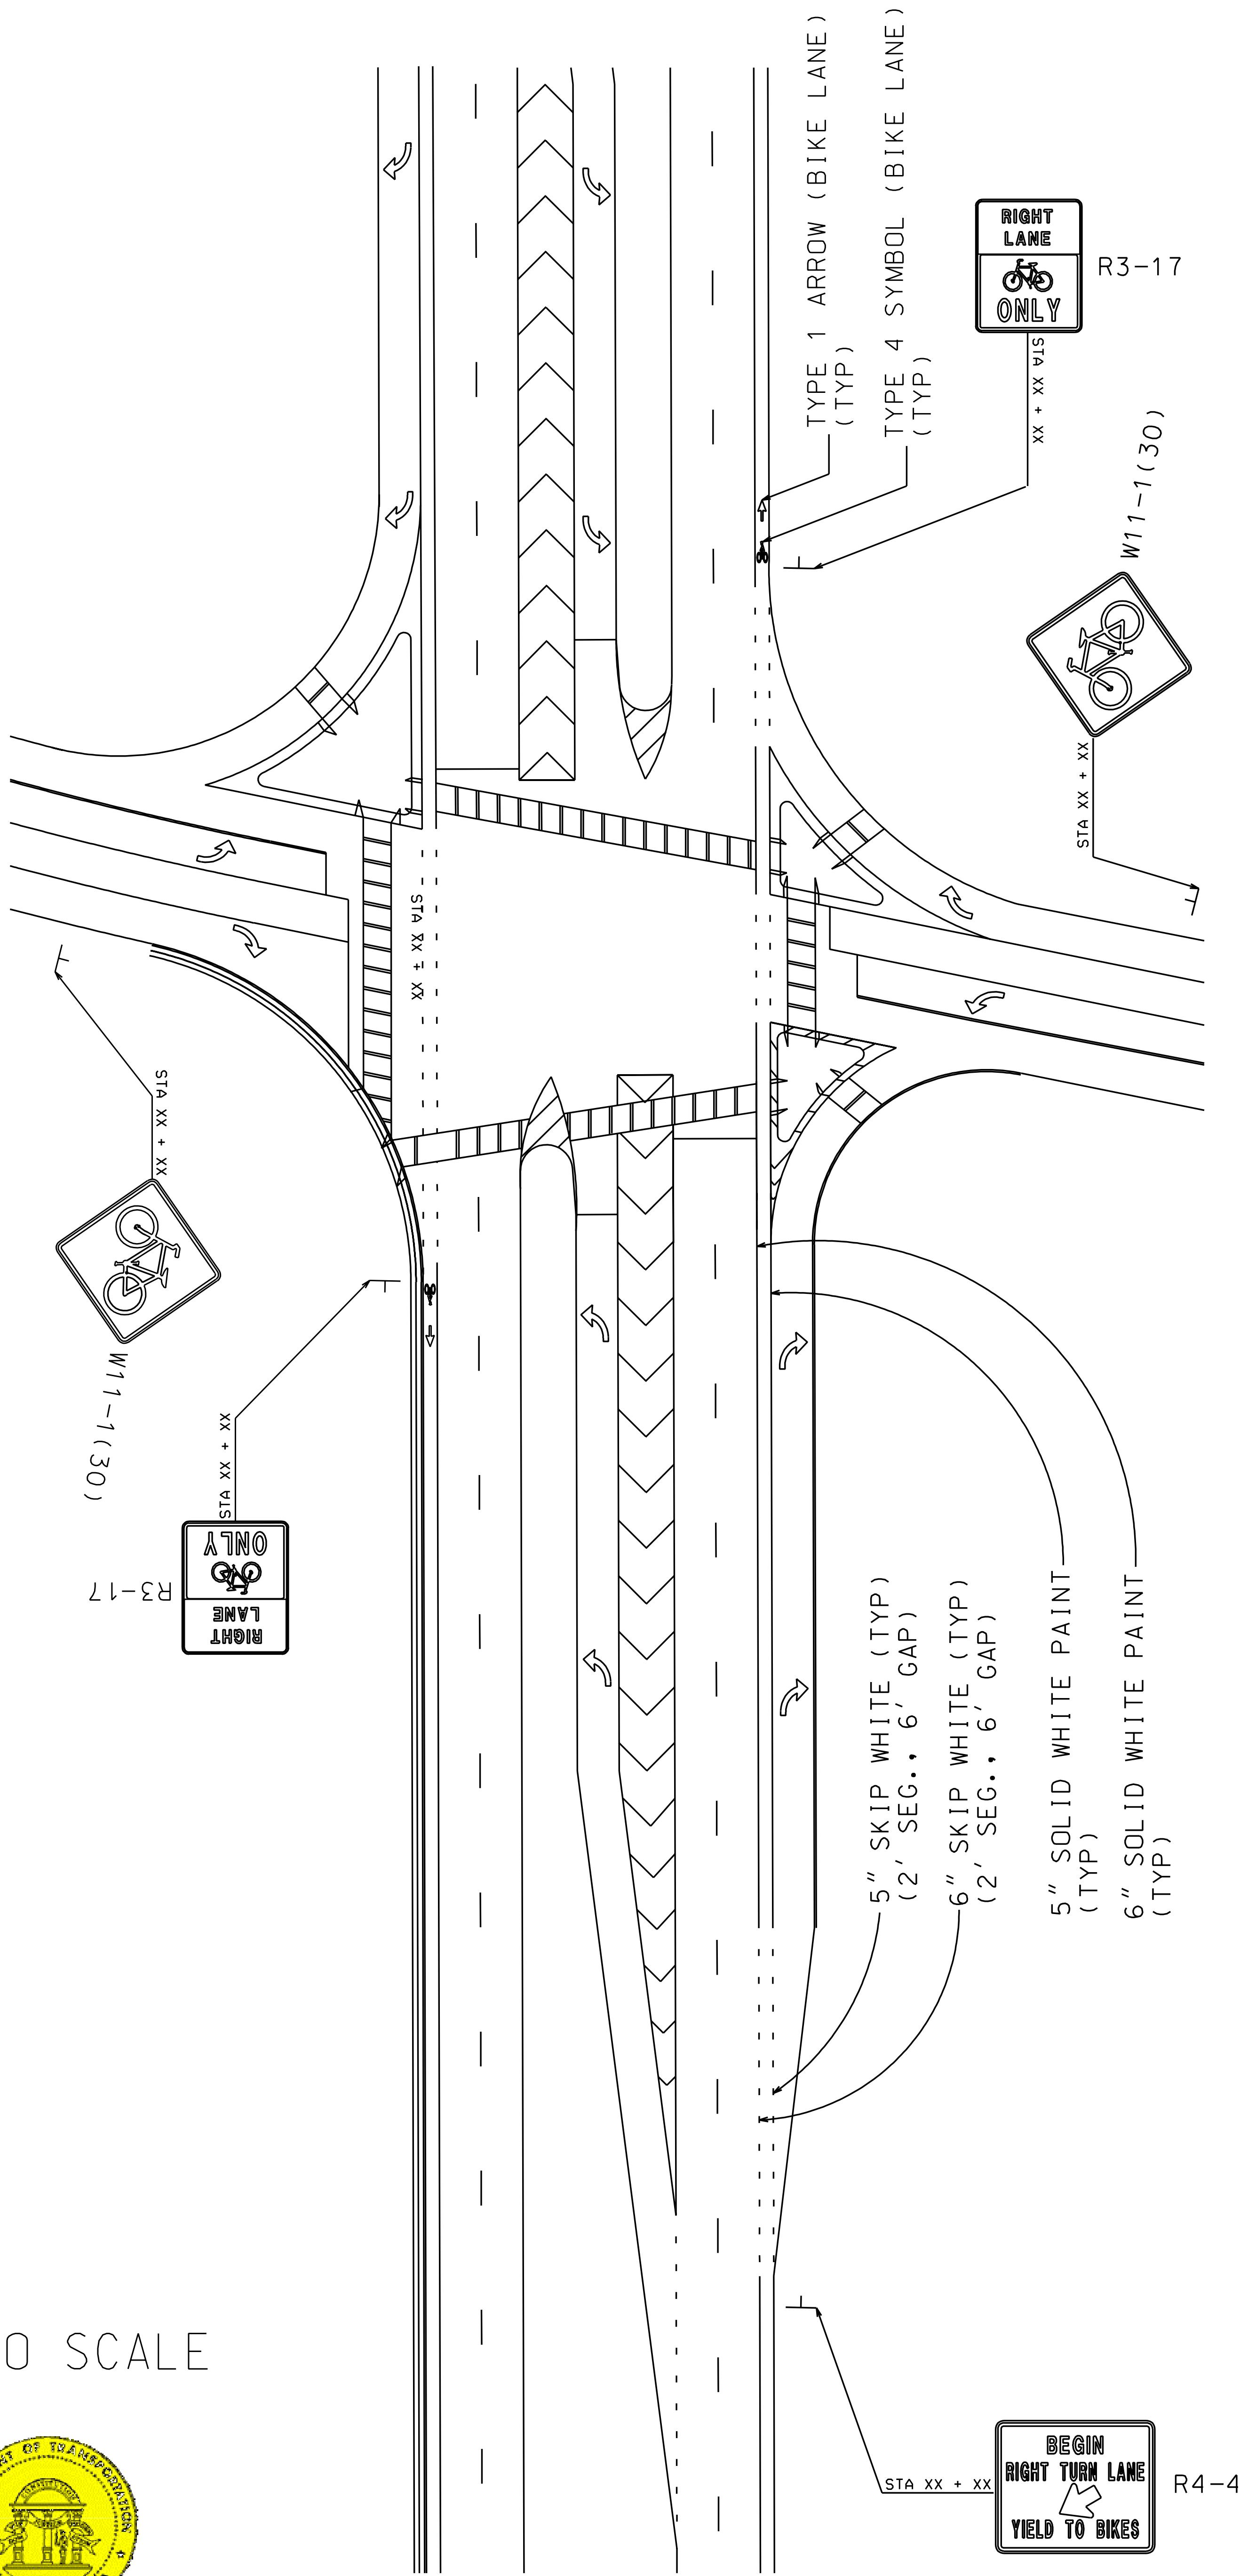 TYPE 1 ARROW (BIKE LANE)
(TYP)
TYPE 4 SYMBOL (BIKE LANE)
(TYP)
RIGHT
LANE
ONLY
R3-17
STA XX + XX
W11-1(30)
STA XX + XX
STA XX + XX
STA XX + XX
W11-1(30)
STA XX + XX
RIGHT
LANE
ONLY
R3-17
5" SKIP WHITE (TYP)
(2' SEG., 6' GAP)
6" SKIP WHITE (TYP)
(2' SEG., 6' GAP)
5" SOLID WHITE PAINT
(TYP)
6" SOLID WHITE PAINT
(TYP)
O SCALE
OF TRANSPORTATION
CONSTITUTION
STA XX + XX
BEGIN
RIGHT TURN LANE
YIELD TO BIKES
R4-4